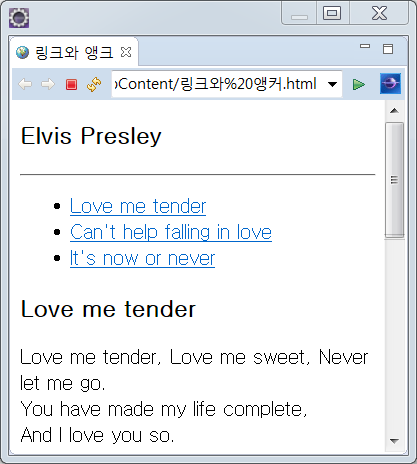 링크와 앵크
Content/링크와%20앵커.html
Elvis Presley
Love me tender
Can't help falling in love
It's now or never
Love me tender
Love me tender, Love me sweet, Never
let me go.
You have made my life complete,
And I love you so.